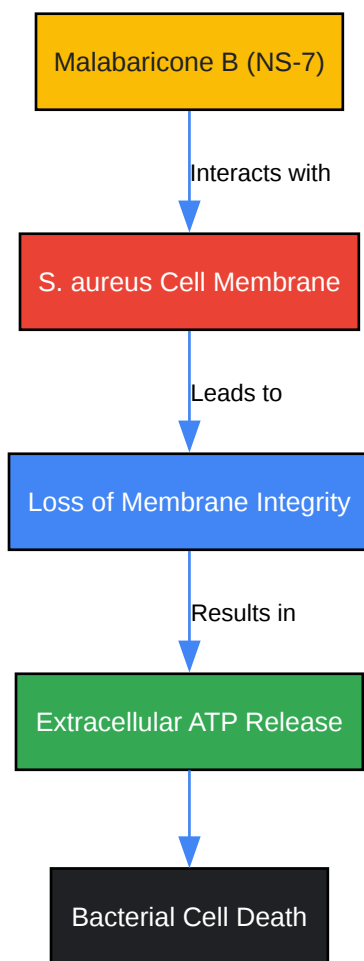 Malabaricone B (NS-7)
Interacts with
S. aureus Cell Membrane
Leads to
Loss of Membrane Integrity
Results in
Extracellular ATP Release
Bacterial Cell Death